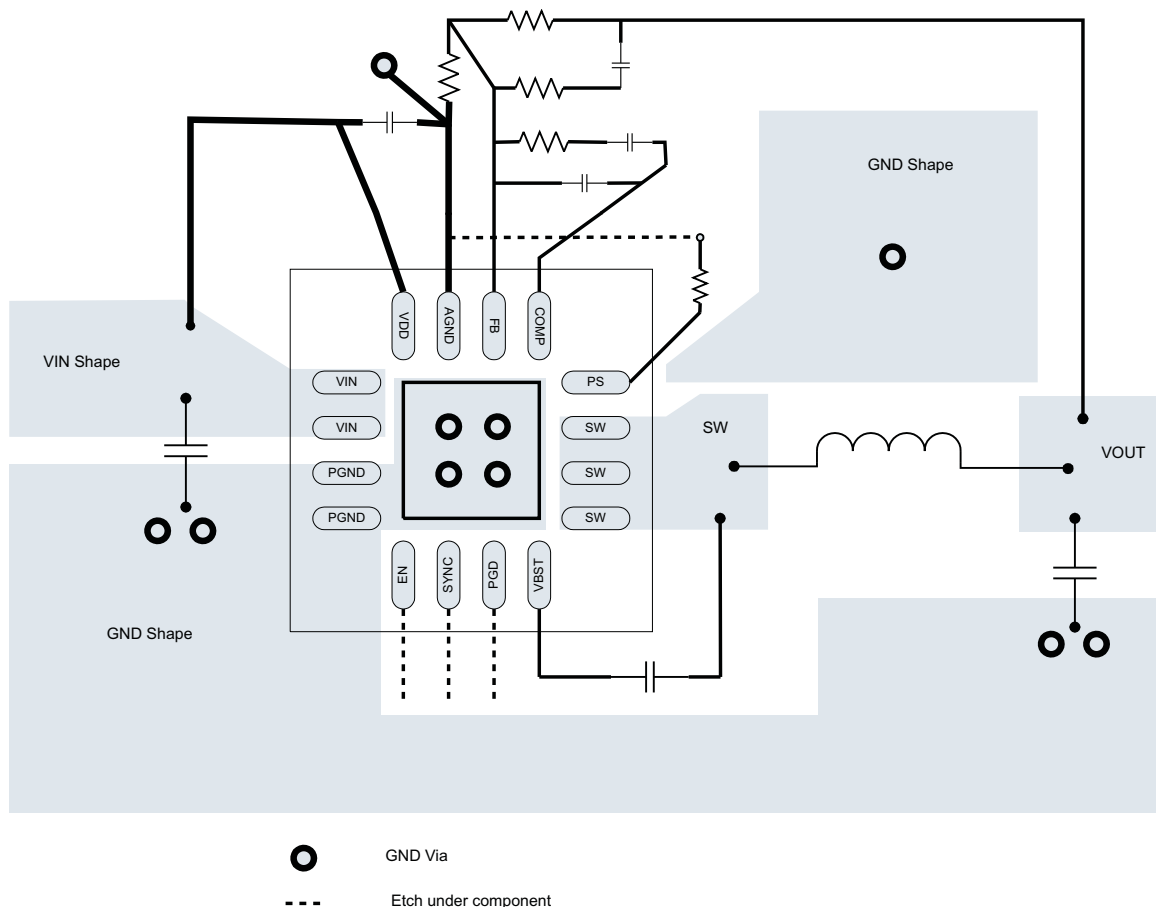 GND Shape
VDD
AGND
FB
COMP
VIN Shape
VIN
PS
VIN
SW
SW
VOUT
PGND
SW
PGND
SW
EN
SYNC
PGD
VBST
GND Shape
GND Via
Etch under component